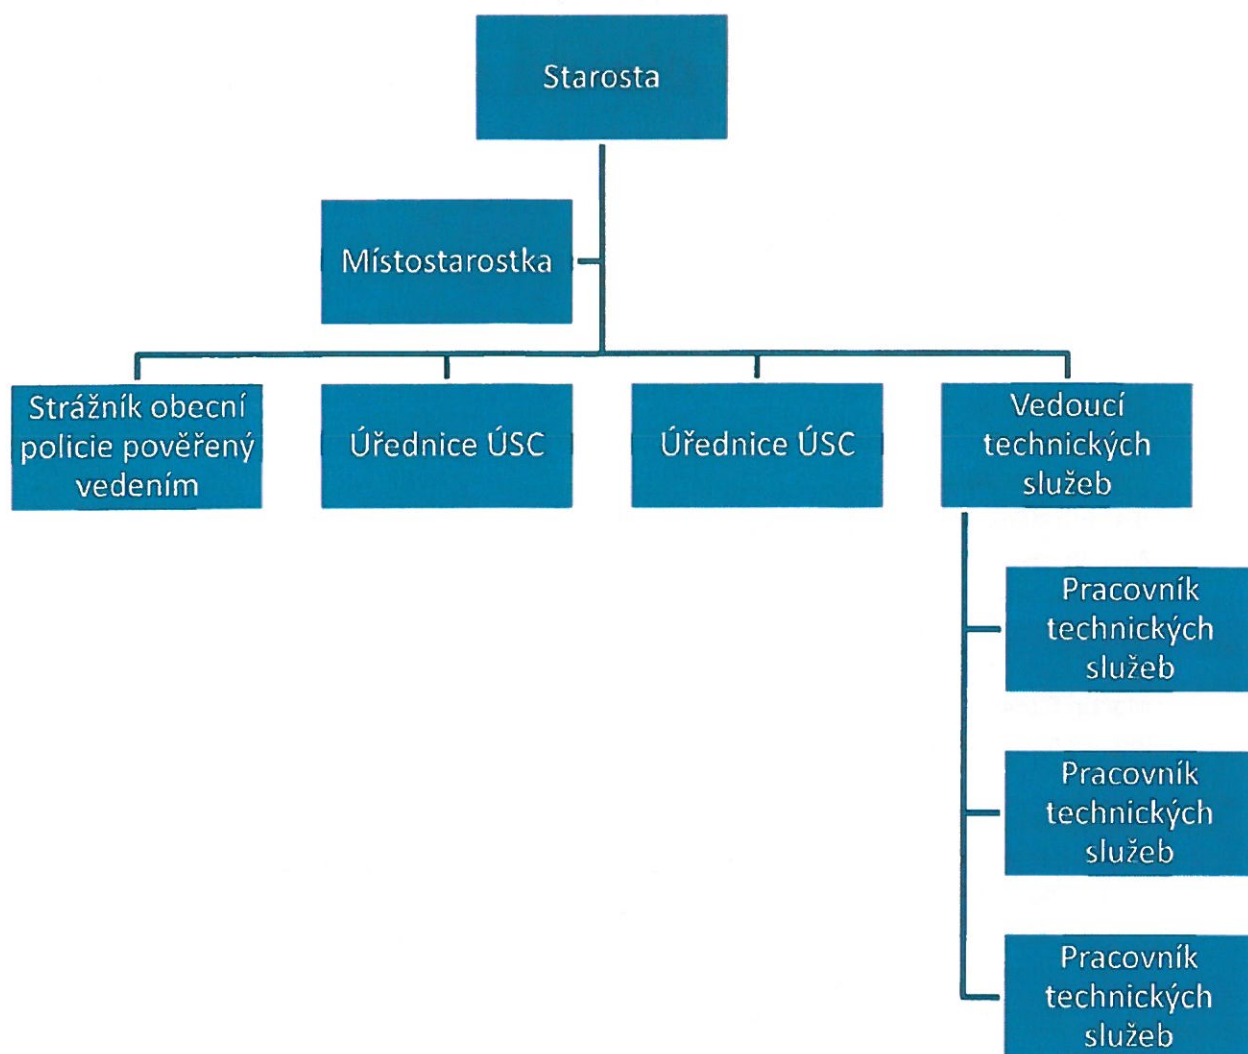 Starosta
Místostarostka
Strážník obecní
policie pověřený
vedením
Úřednice ÚSC
Úřednice ÚSC
Vedoucí
technických
služeb
Pracovník
technických
služeb
Pracovník
technických
služeb
Pracovník
technických
služeb